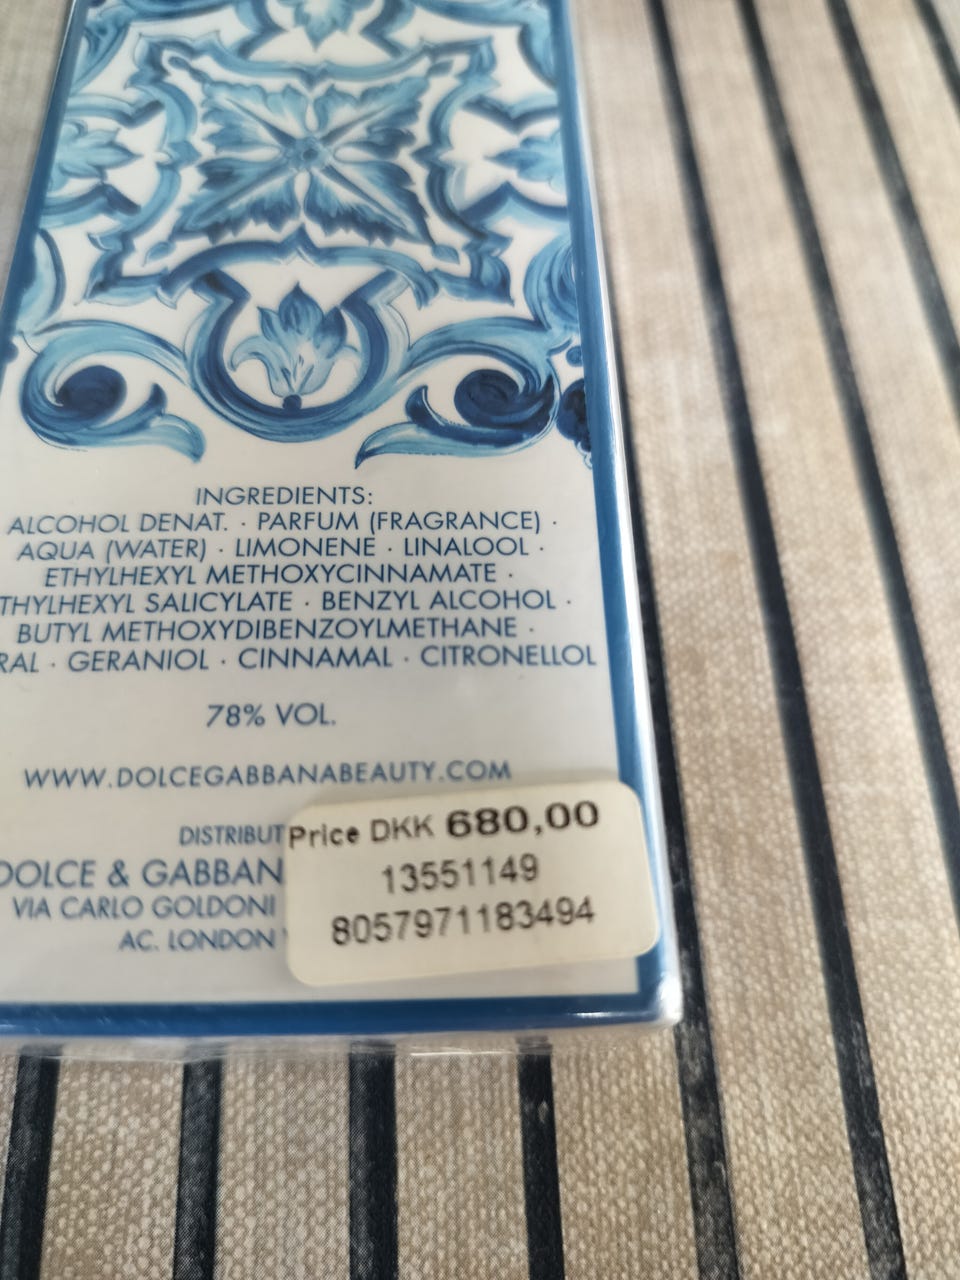 INGREDIENTS:
ALCOHOL DENAT. · PARFUM (FRAGRANCE) ·
AQUA (WATER) · LIMONENE · LINALOOL ·
ETHYLHEXYL METHOXYCINNAMATE ·
THYLHEXYL SALICYLATE · BENZYL ALCOHOL ·
BUTYL METHOXYDIBENZOYLMETHANE ·
RAL · GERANIOL · CINNAMAL · CITRONELLOL
78% VOL.
WWW.DOLCEGABBANABEAUTY.COM
DISTRIBUT
DOLCE & GABBAN
VIA CARLO GOLDONI
AC. LONDON
Price DKK 680,00
13551149
8057971183494